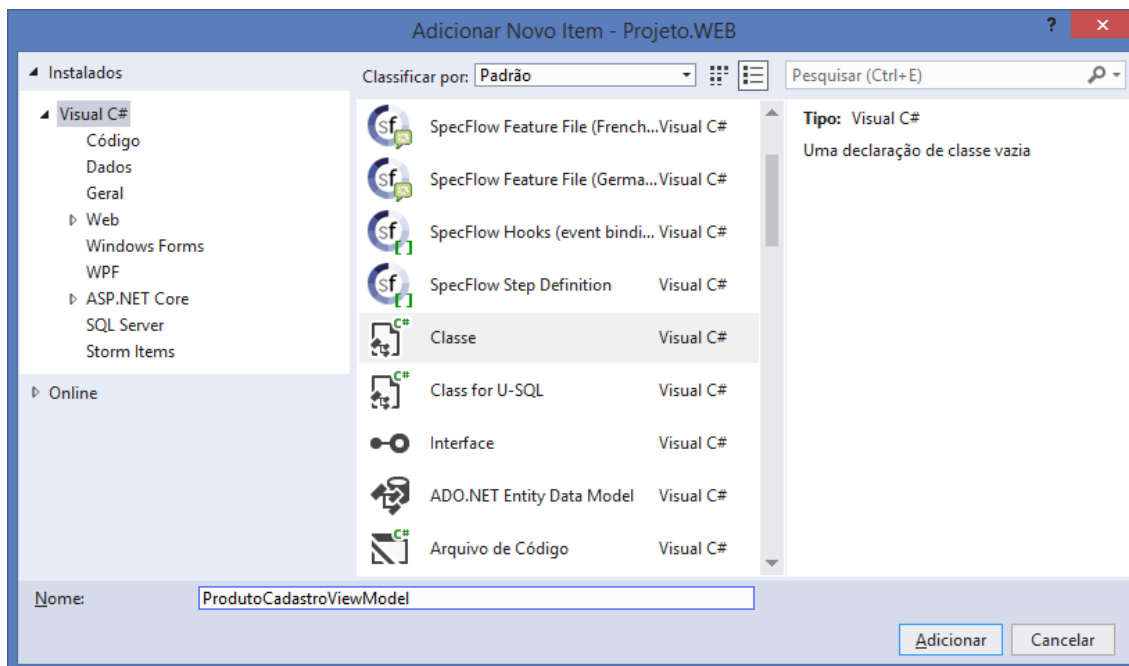 Adicionar Novo Item - Projeto.WEB
?
Instalados
Visual C#
Código
Dados
Geral
Web
Windows Forms
WPF
ASP.NET Core
SQL Server
Storm Items
Online
Classificar por: Padrão
SpecFlow Feature File (French... Visual C#
SpecFlow Feature File (Germa... Visual C#
SpecFlow Hooks (event bindi... Visual C#
SpecFlow Step Definition Visual C#
Classe Visual C#
Class for U-SQL Visual C#
Interface Visual C#
ADO.NET Entity Data Model Visual C#
Arquivo de Código Visual C#
Pesquisar (Ctrl+E)
Tipo: Visual C#
Uma declaração de classe vazia
Nome: ProdutoCadastroViewModel
Adicionar Cancelar